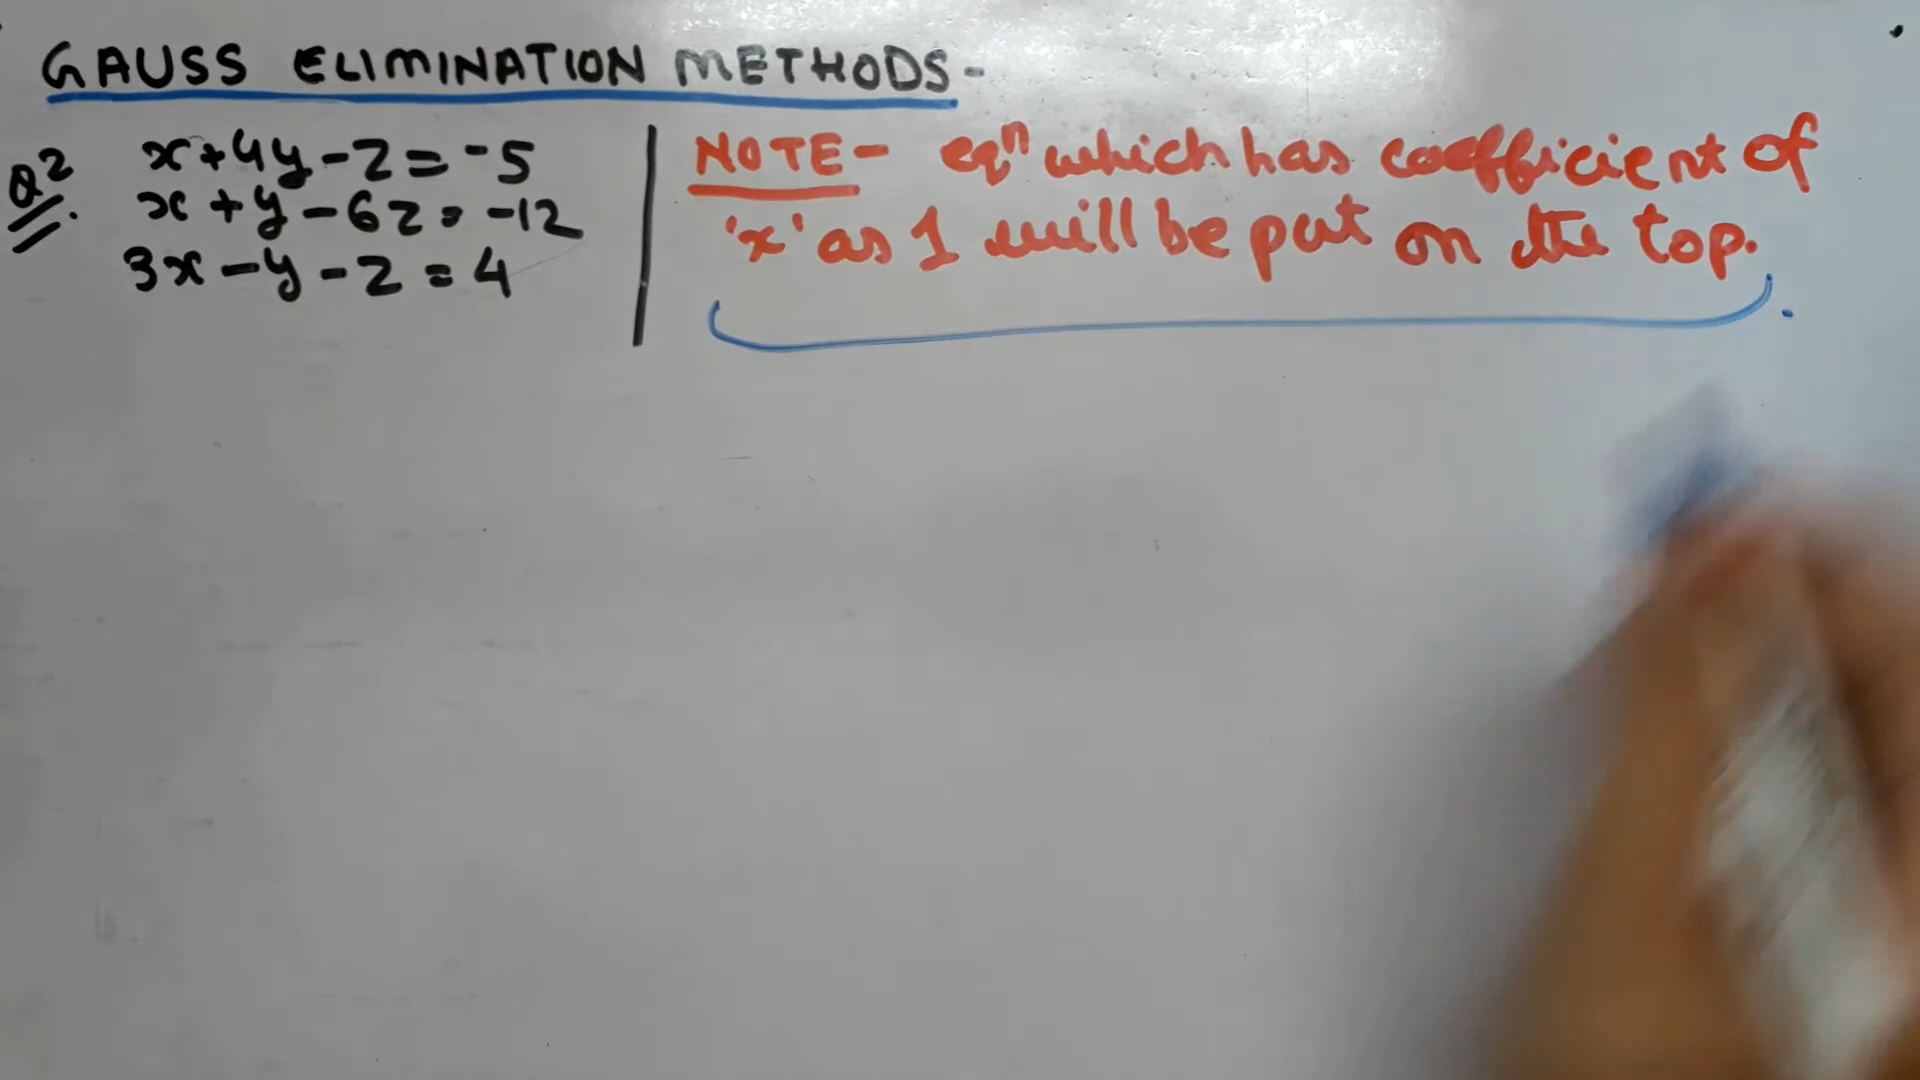 GAUSS ELIMINATION METHODS-
Q2. x+4y-z=-5
x+y-6z=-12
3x-y-z=4
NOTE- eqⁿ which has coefficient of
'x' as 1 will be put on the top.